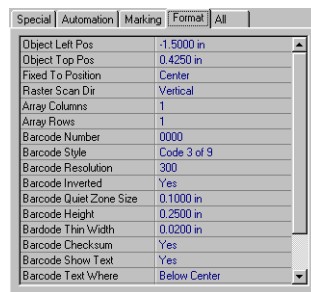 Special Automation Marking Format All
Object Left Pos -1.5000 in
Object Top Pos 0.4250 in
Fixed To Position Center
Raster Scan Dir Vertical
Array Columns 1
Array Rows 1
Barcode Number 0000
Barcode Style Code 3 of 9
Barcode Resolution 300
Barcode Inverted Yes
Barcode Quiet Zone Size 0.1000 in
Barcode Height 0.2500 in
Bardode Thin Width 0.0200 in
Barcode Checksum Yes
Barcode Show Text Yes
Barcode Text Where Below Center